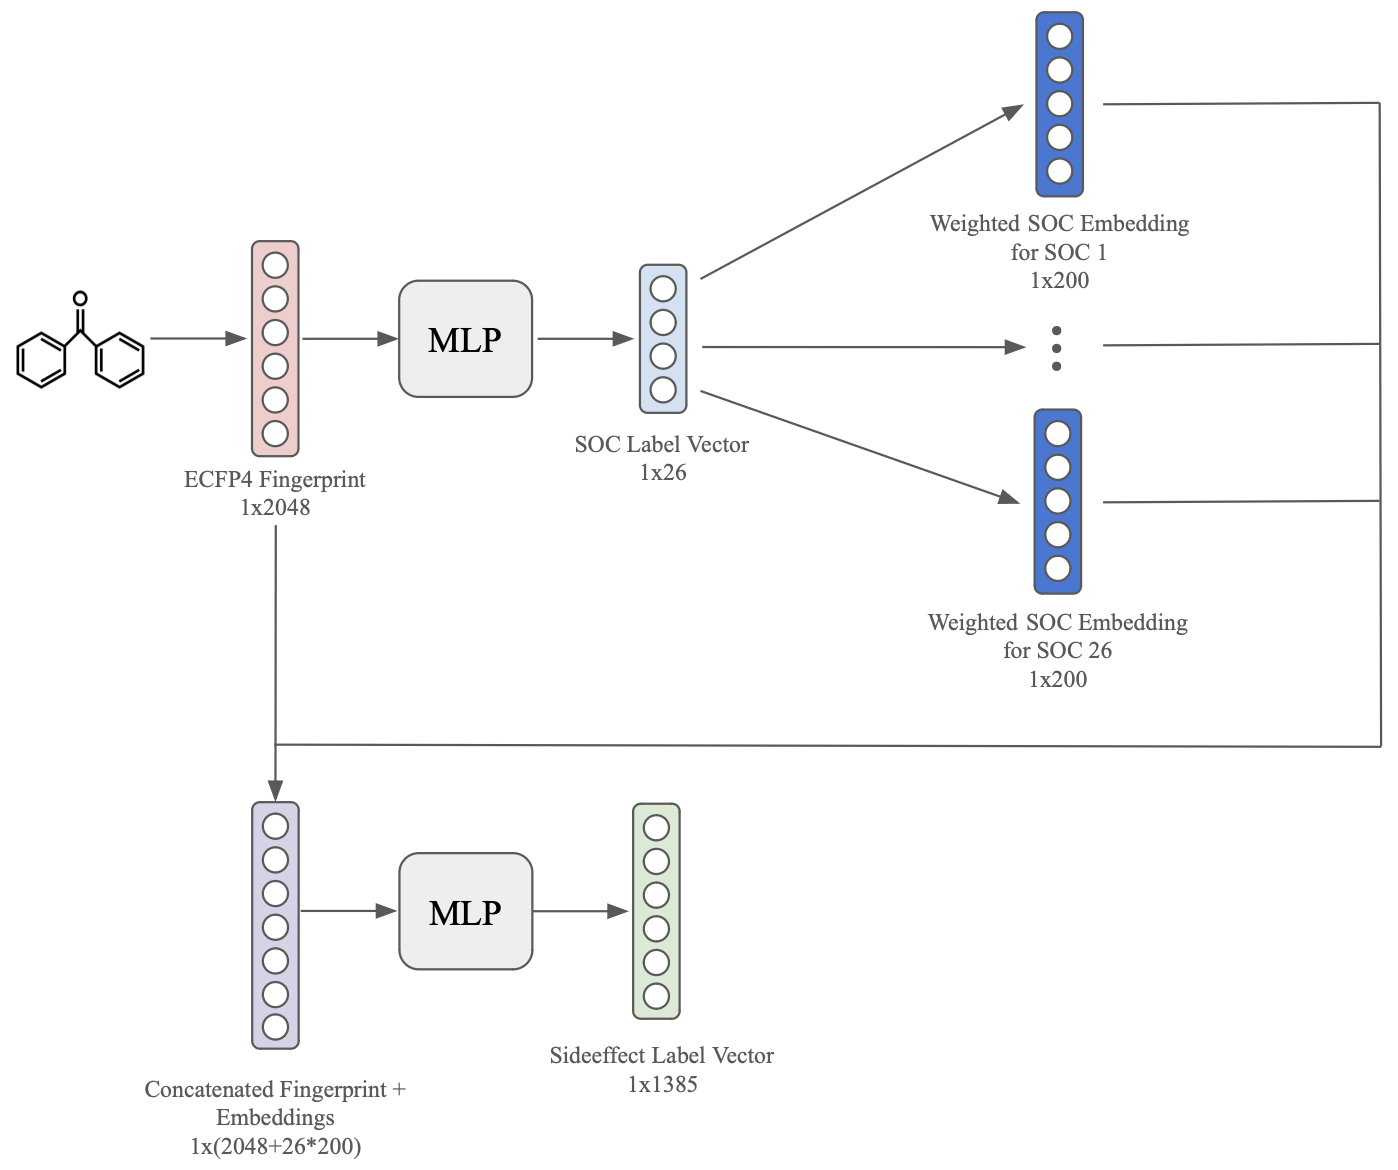 Weighted SOC Embedding
for SOC 1
1x200
O
MLP
ECFP4 Fingerprint
1x2048
SOC Label Vector
1x26
Weighted SOC Embedding
for SOC 26
1x200
MLP
Concatenated Fingerprint +
Embeddings
1x(2048+26*200)
Sideeffect Label Vector
1x1385